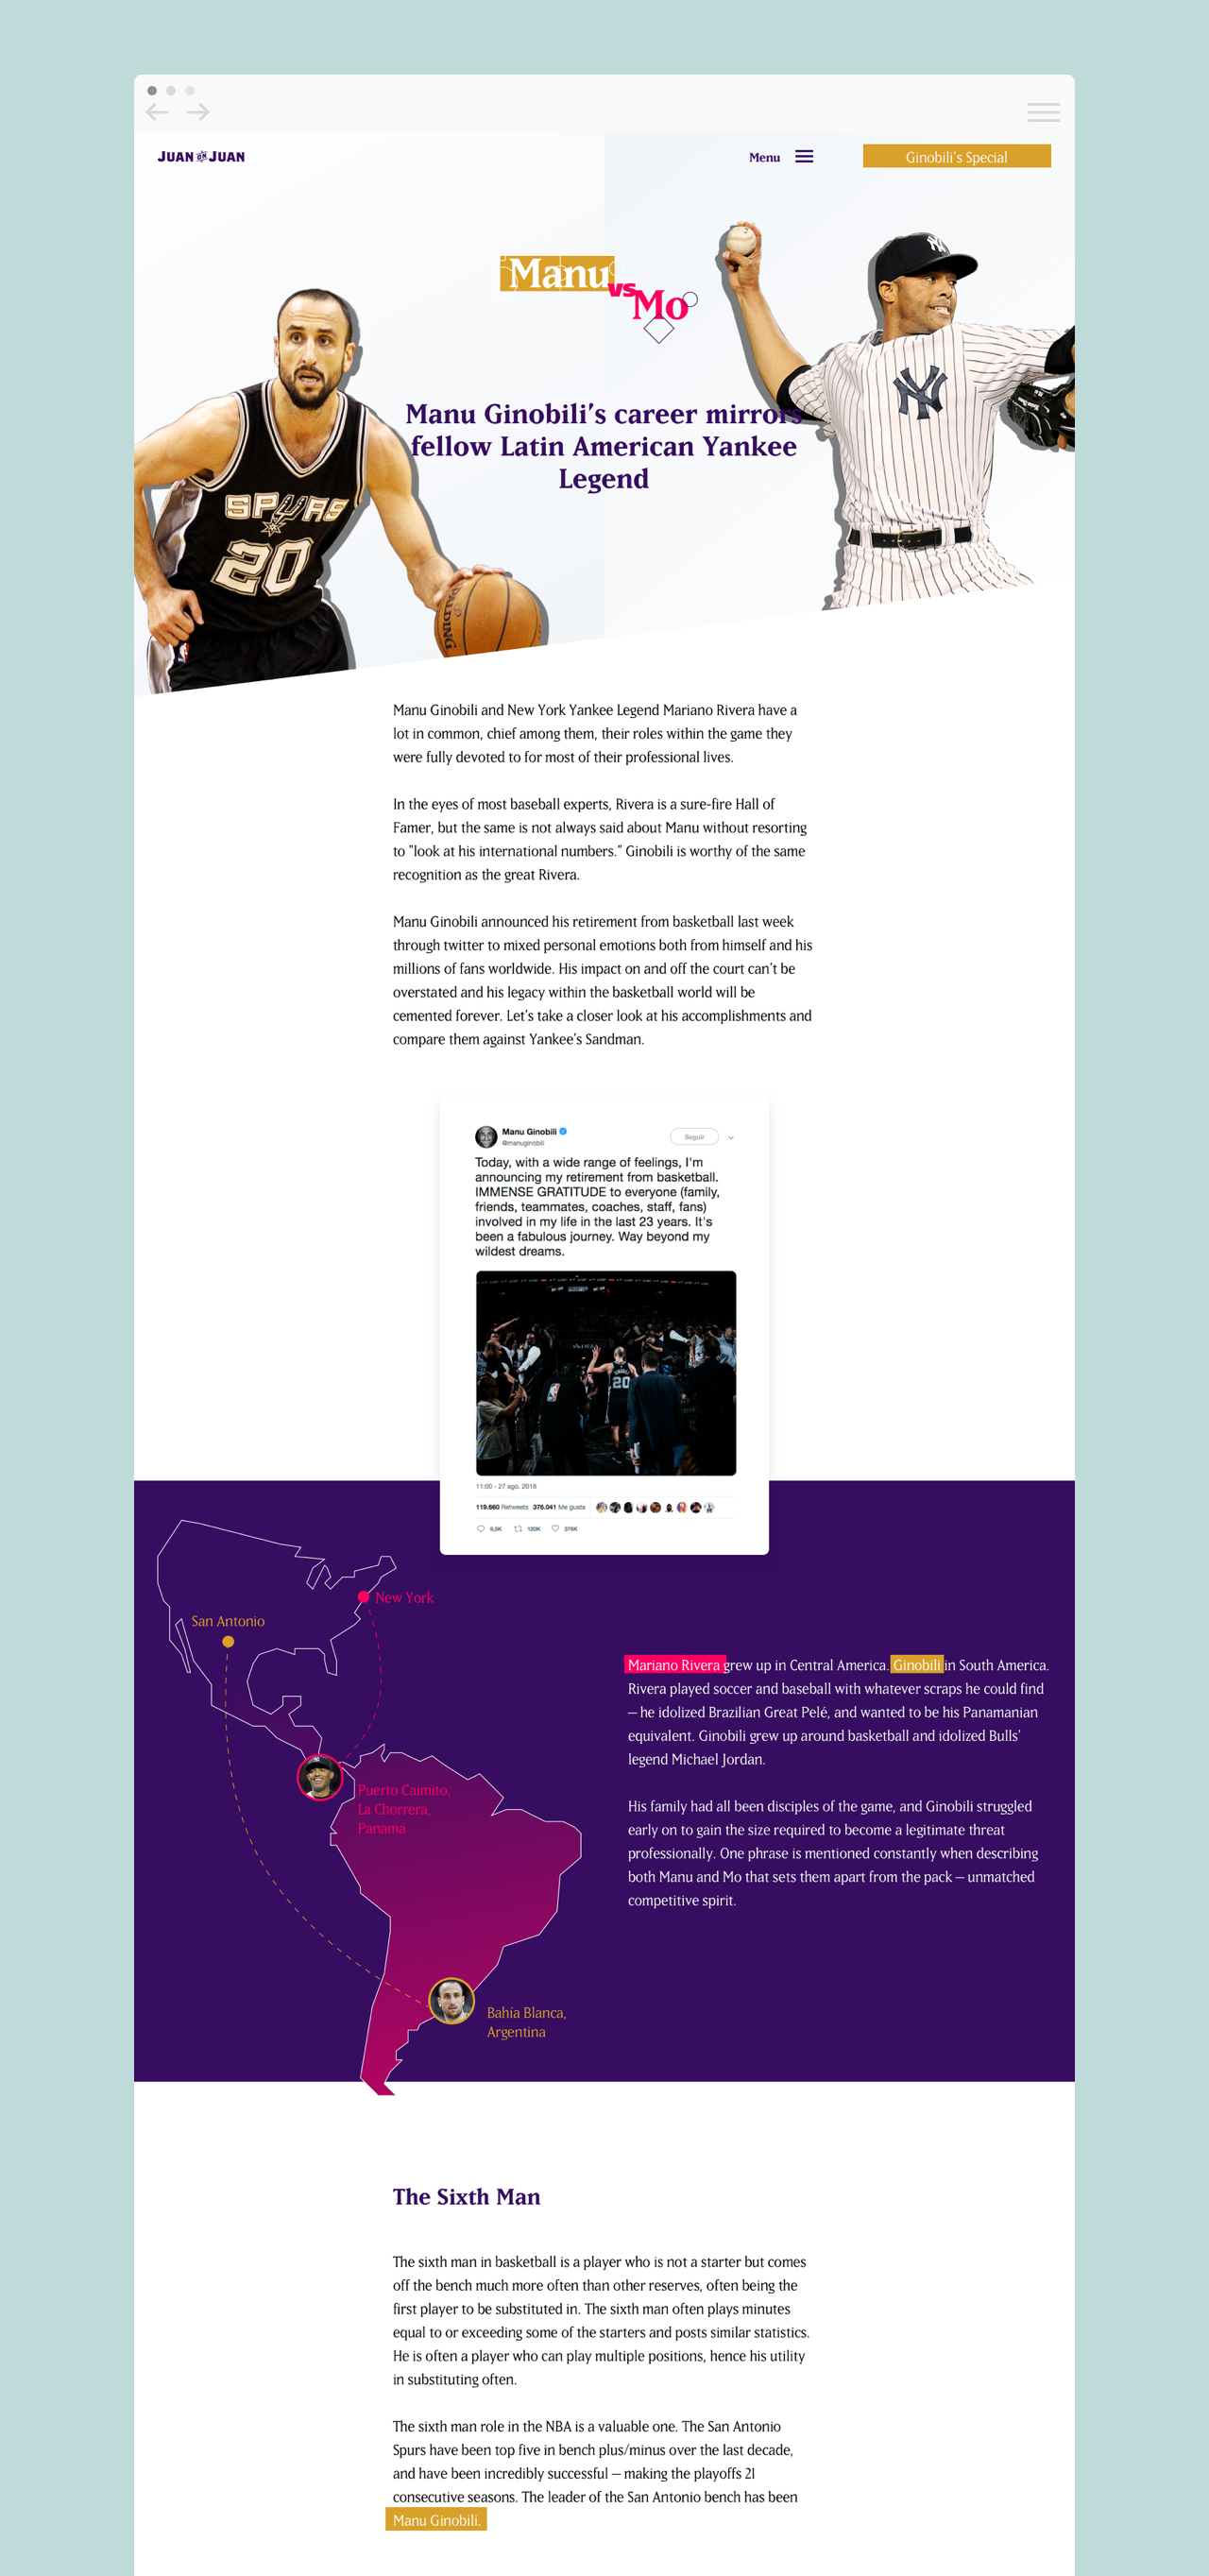 JUAN ON JUAN
Menu
Ginobili's Special
Manu
vs
Mo
NY
NY
SPURS
20
SPALDING
Manu Ginobili's career mirrors
fellow Latin American Yankee
Legend
Manu Ginobili and New York Yankee Legend Mariano Rivera have a
lot in common, chief among them, their roles within the game they
were fully devoted to for most of their professional lives.
In the eyes of most baseball experts, Rivera is a sure-fire Hall of
Famer, but the same is not always said about Manu without resorting
to "look at his international numbers." Ginobili is worthy of the same
recognition as the great Rivera.
Manu Ginobili announced his retirement from basketball last week
through twitter to mixed personal emotions both from himself and his
millions of fans worldwide. His impact on and off the court can't be
overstated and his legacy within the basketball world will be
cemented forever. Let's take a closer look at his accomplishments and
compare them against Yankee's Sandman.
Manu Ginobili
@manuginobili
Seguir
Today, with a wide range of feelings, I'm
announcing my retirement from basketball.
IMMENSE GRATITUDE to everyone (family,
friends, teammates, coaches, staff, fans)
involved in my life in the last 23 years. It's
been a fabulous journey. Way beyond my
wildest dreams.
20
11:00 - 27 ago. 2018
119.660 Retweets 376.041 Me gusta
9,5K 120K 376K
New York
San Antonio
Puerto Caimito,
La Chorrera,
Panamá
Bahía Blanca,
Argentina
Mariano Rivera grew up in Central America. Ginobili in South America.
Rivera played soccer and baseball with whatever scraps he could find
— he idolized Brazilian Great Pelé, and wanted to be his Panamanian
equivalent. Ginobili grew up around basketball and idolized Bulls'
legend Michael Jordan.
His family had all been disciples of the game, and Ginobili struggled
early on to gain the size required to become a legitimate threat
professionally. One phrase is mentioned constantly when describing
both Manu and Mo that sets them apart from the pack — unmatched
competitive spirit.
The Sixth Man
The sixth man in basketball is a player who is not a starter but comes
off the bench much more often than other reserves, often being the
first player to be substituted in. The sixth man often plays minutes
equal to or exceeding some of the starters and posts similar statistics.
He is often a player who can play multiple positions, hence his utility
in substituting often.
The sixth man role in the NBA is a valuable one. The San Antonio
Spurs have been top five in bench plus/minus over the last decade,
and have been incredibly successful — making the playoffs 21
consecutive seasons. The leader of the San Antonio bench has been
Manu Ginobili.